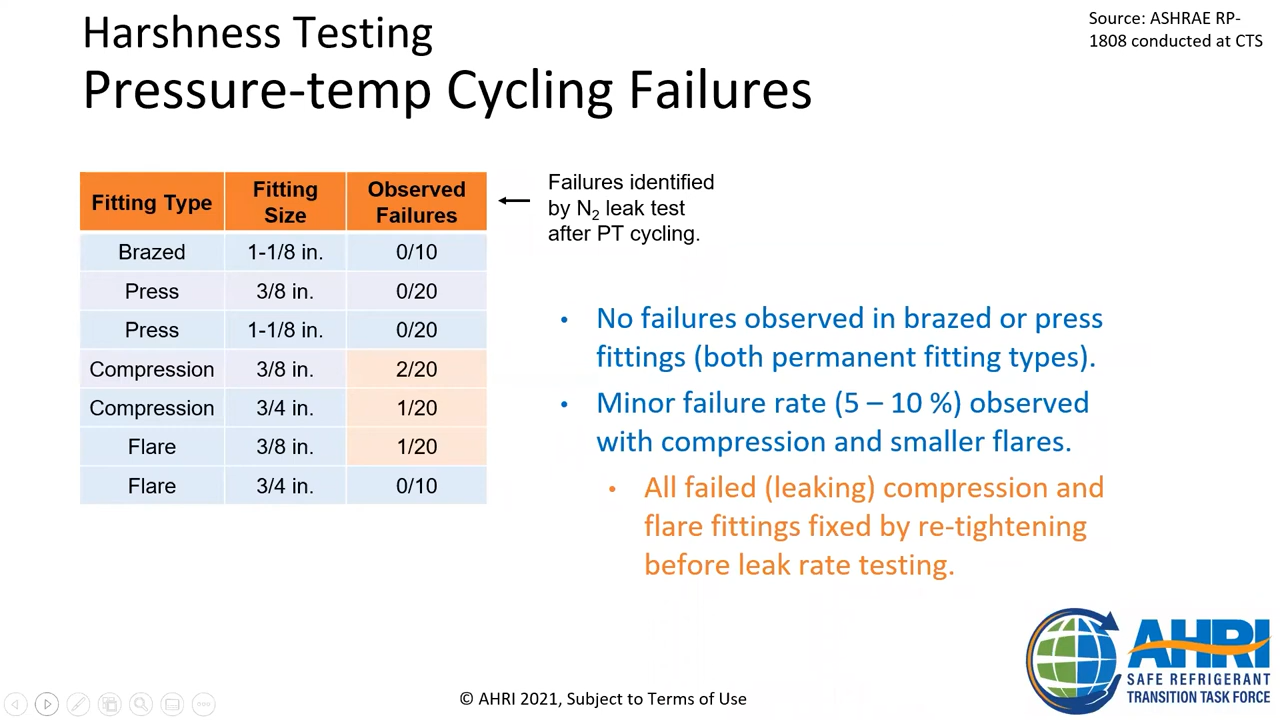 Harshness Testing
Pressure-temp Cycling Failures
Source: ASHRAE RP-
1808 conducted at CTS
Fitting Type Fitting Size Observed Failures
Brazed 1-1/8 in. 0/10
Press 3/8 in. 0/20
Press 1-1/8 in. 0/20
Compression 3/8 in. 2/20
Compression 3/4 in. 1/20
Flare 3/8 in. 1/20
Flare 3/4 in. 0/10
Failures identified
by N₂ leak test
after PT cycling.
• No failures observed in brazed or press
fittings (both permanent fitting types).
• Minor failure rate (5 – 10 %) observed
with compression and smaller flares.
• All failed (leaking) compression and
flare fittings fixed by re-tightening
before leak rate testing.
© AHRI 2021, Subject to Terms of Use
AHRI
SAFE REFRIGERANT
TRANSITION TASK FORCE